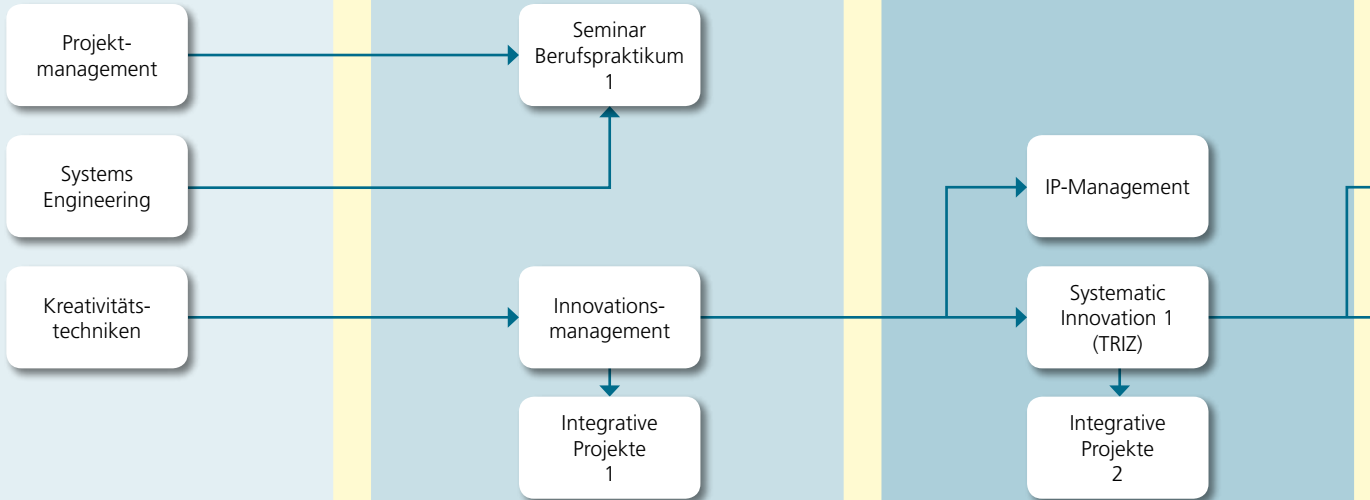 Projekt-
management
Seminar
Berufspraktikum
1
Systems
Engineering
IP-Management
Kreativitäts-
techniken
Innovations-
management
Systematic
Innovation 1
(TRIZ)
Integrative
Projekte
1
Integrative
Projekte
2